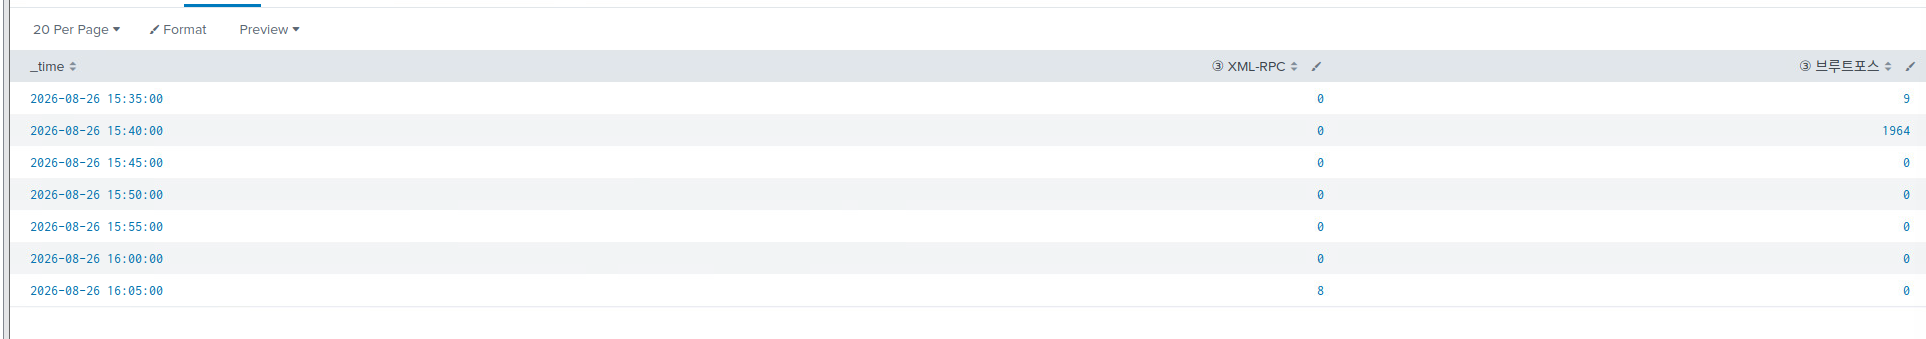 20 Per Page Format Preview
_time ③ XML-RPC ③ 브루트포스
2026-08-26 15:35:00 0 9
2026-08-26 15:40:00 0 1964
2026-08-26 15:45:00 0 0
2026-08-26 15:50:00 0 0
2026-08-26 15:55:00 0 0
2026-08-26 16:00:00 0 0
2026-08-26 16:05:00 8 0